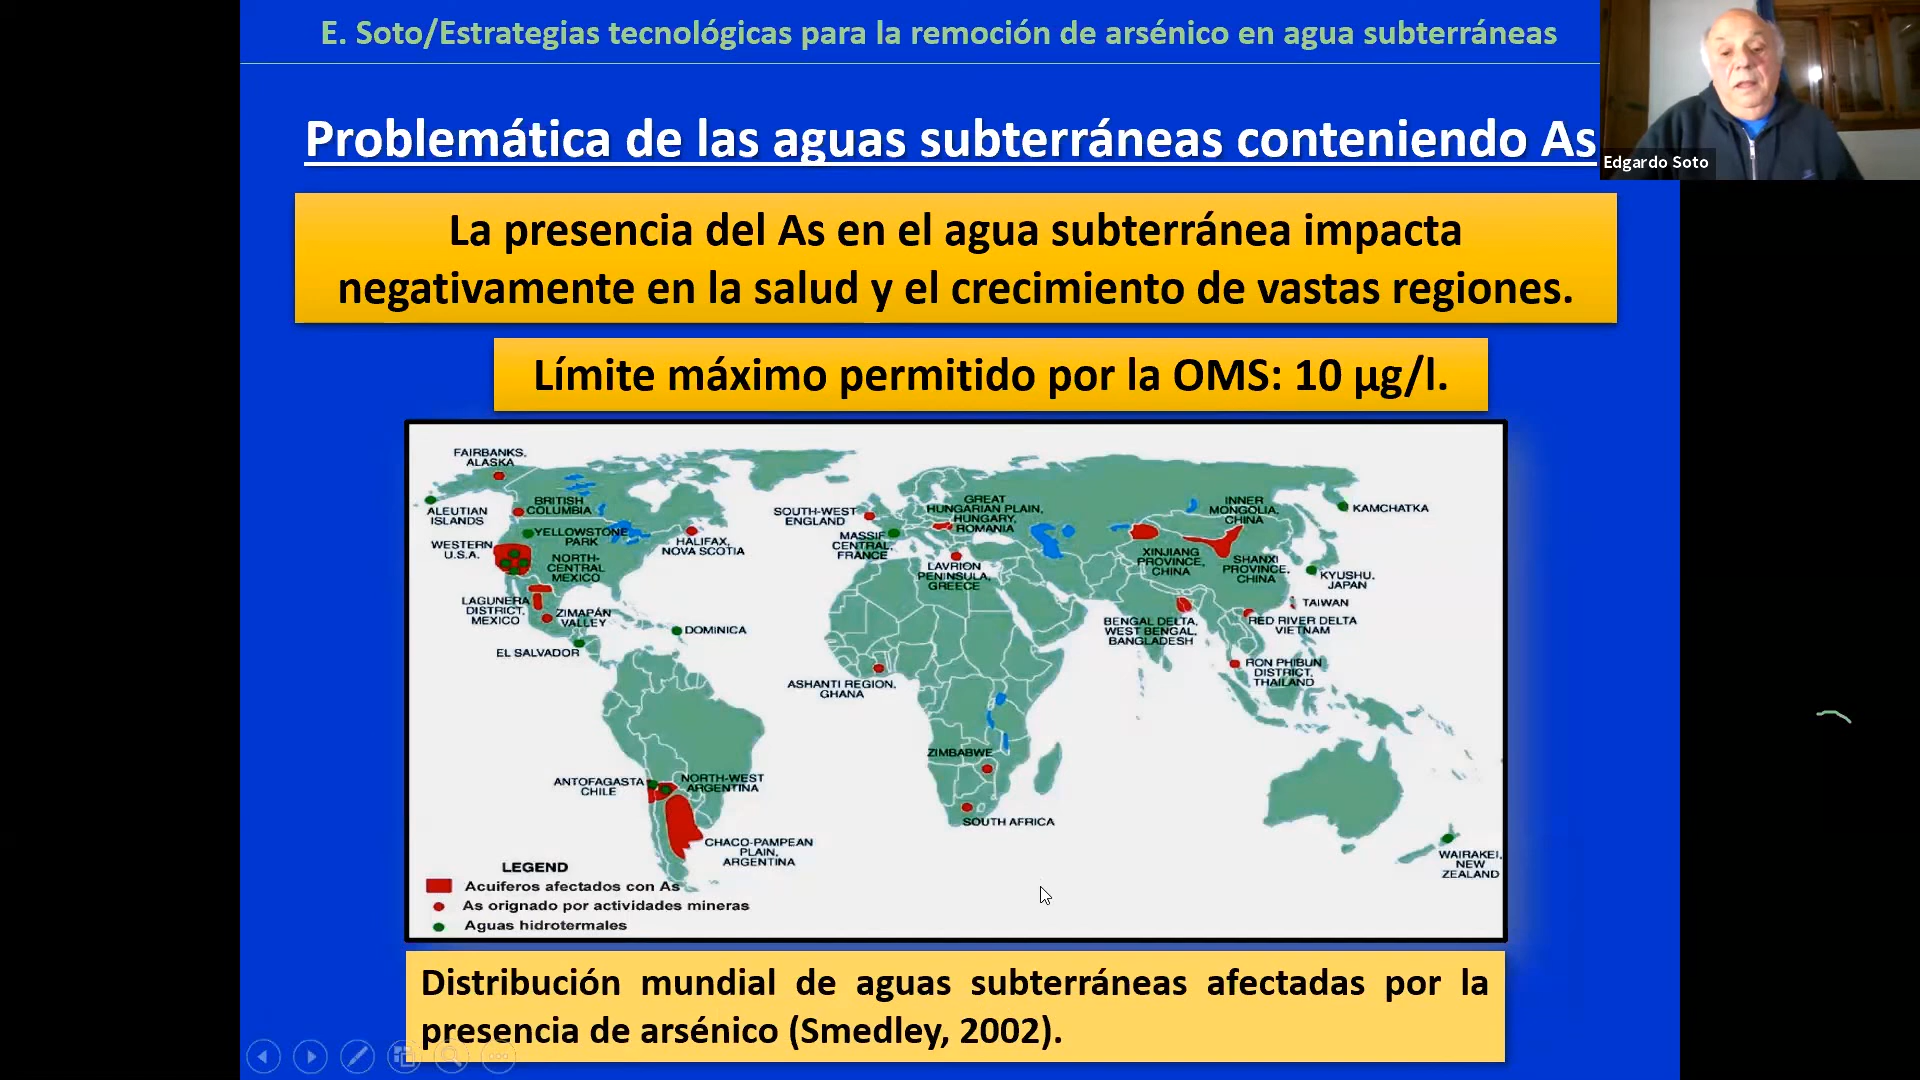 E. Soto/Estrategias tecnológicas para la remoción de arsénico en agua subterráneas
Edgardo Soto
Problemática de las aguas subterráneas conteniendo As
La presencia del As en el agua subterránea impacta
negativamente en la salud y el crecimiento de vastas regiones.
Límite máximo permitido por la OMS: 10 µg/l.
FAIRBANKS,
ALASKA
ALEUTIAN
ISLANDS
BRITISH
COLUMBIA
YELLOWSTONE
PARK
WESTERN
U.S.A.
NORTH-
CENTRAL
MEXICO
HALIFAX,
NOVA SCOTIA
LAGUNERA
DISTRICT,
MEXICO
ZIMAPÁN
VALLEY
DOMINICA
EL SALVADOR
SOUTH-WEST
ENGLAND
MASSIF
CENTRAL,
FRANCE
GREAT
HUNGARIAN PLAIN,
HUNGARY,
ROMANIA
LAVRION
PENINSULA,
GREECE
INNER
MONGOLIA,
CHINA
KAMCHATKA
XINJIANG
PROVINCE,
CHINA
SHANXI
PROVINCE,
CHINA
KYUSHU,
JAPAN
TAIWAN
BENGAL DELTA,
WEST BENGAL,
BANGLADESH
RED RIVER DELTA
VIETNAM
RON PHIBUN
DISTRICT,
THAILAND
ASHANTI REGION,
GHANA
ZIMBABWE
SOUTH AFRICA
ANTOFAGASTA
CHILE
NORTH-WEST
ARGENTINA
CHACO-PAMPEAN
PLAIN,
ARGENTINA
WAIRAKEI,
NEW
ZEALAND
LEGEND
Acuiferos afectados con As
As orignado por actividades mineras
Aguas hidrotermales
Distribución mundial de aguas subterráneas afectadas por la
presencia de arsénico (Smedley, 2002).